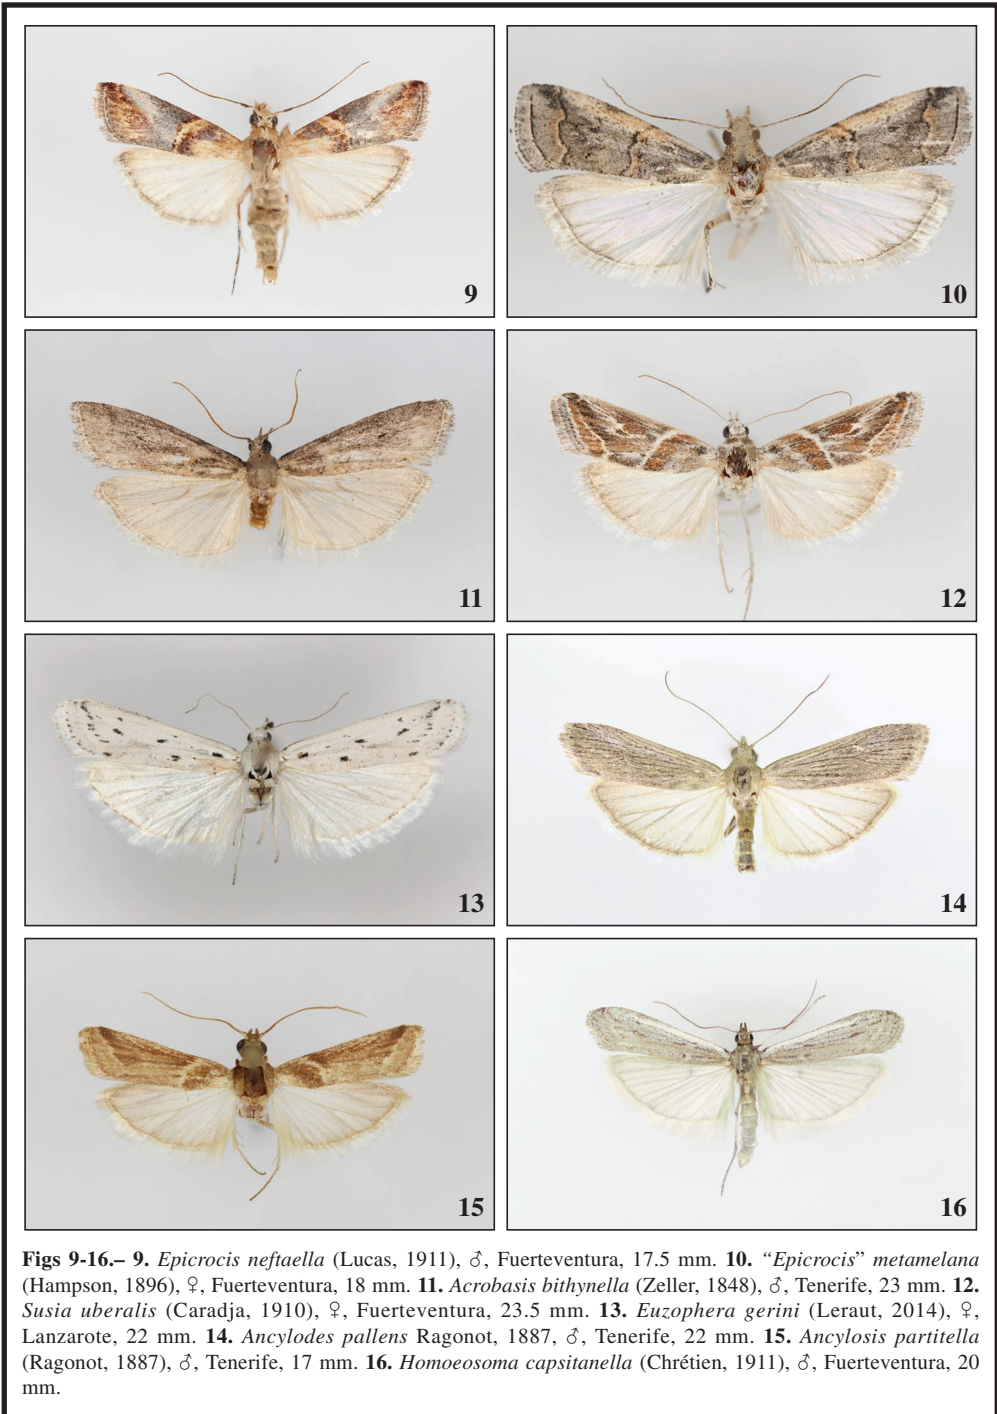 9
10
11
12
13
14
15
16
Figs 9-16.– 9. Epicrocis neftaella (Lucas, 1911), ♂, Fuerteventura, 17.5 mm. 10. “Epicrocis” metamelana
(Hampson, 1896), ♀, Fuerteventura, 18 mm. 11. Acrobasis bithynella (Zeller, 1848), ♂, Tenerife, 23 mm. 12.
Susia uberalis (Caradja, 1910), ♀, Fuerteventura, 23.5 mm. 13. Euzophera gerini (Leraut, 2014), ♀,
Lanzarote, 22 mm. 14. Ancylodes pallens Ragonot, 1887, ♂, Tenerife, 22 mm. 15. Ancylosis partitella
(Ragonot, 1887), ♂, Tenerife, 17 mm. 16. Homoeosoma capsitanella (Chrétien, 1911), ♂, Fuerteventura, 20
mm.